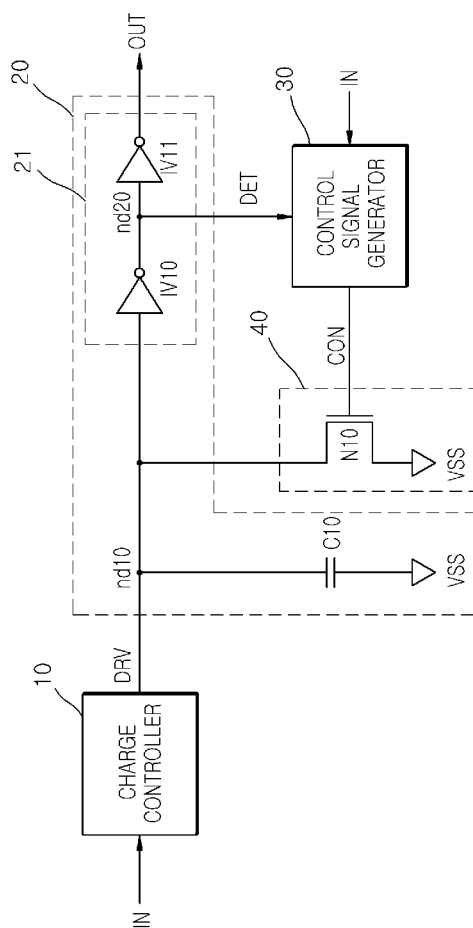 20
21
10
IN
CHARGE
CONTROLLER
DRV
nd10
IV10
nd20
IV11
OUT
DET
30
CONTROL
SIGNAL
GENERATOR
IN
CON
40
N10
VSS
C10
VSS